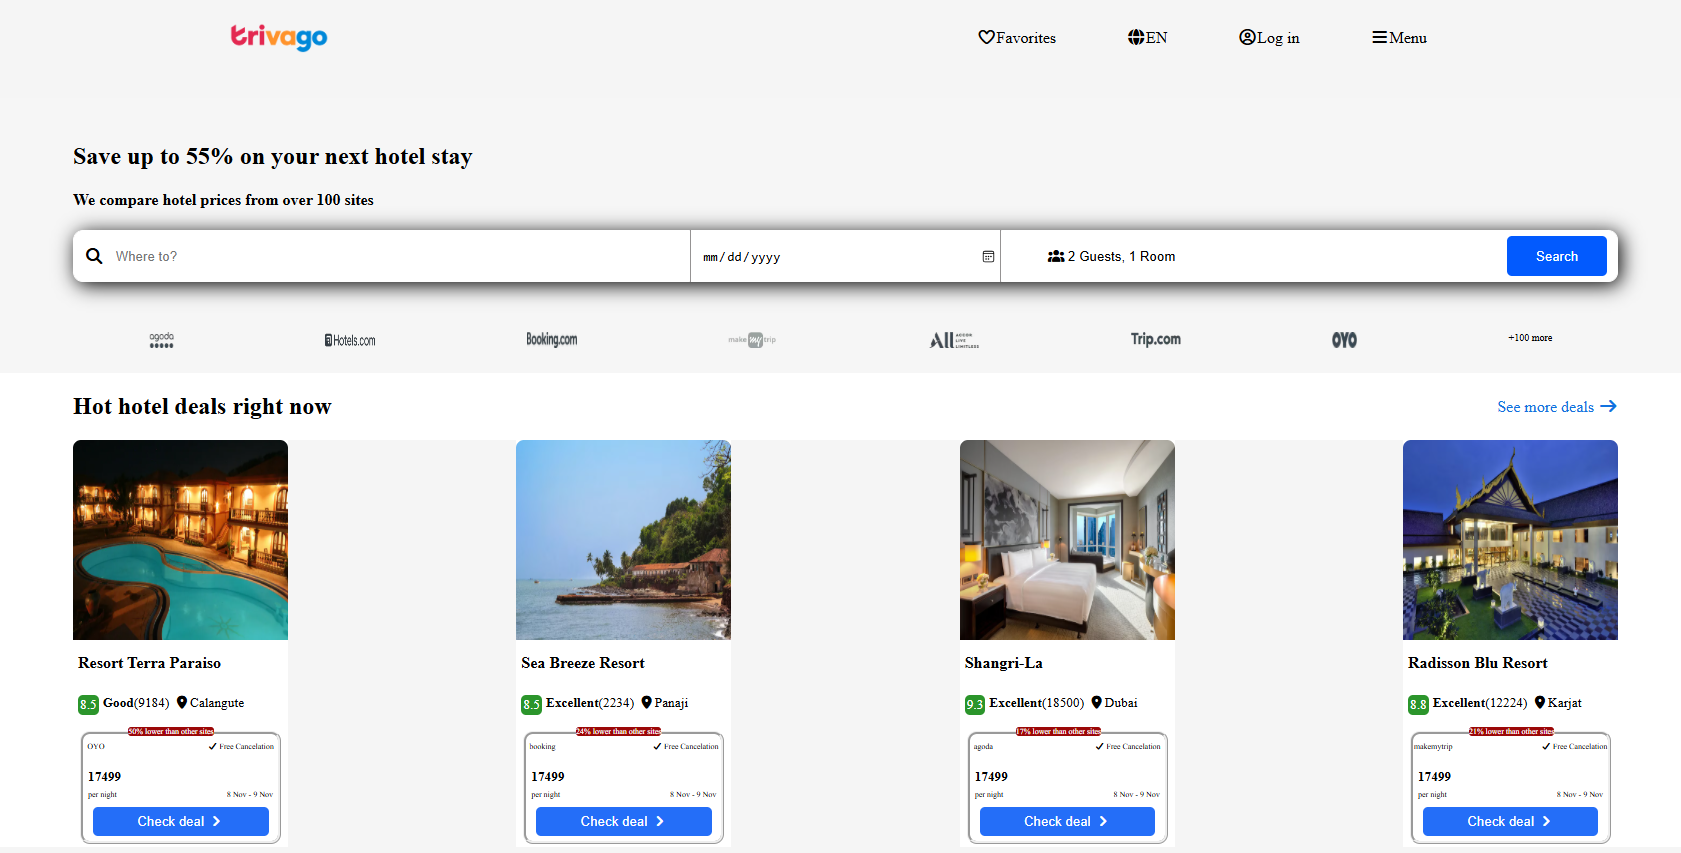 trivago
Favorites
EN
Log in
Menu
Save up to 55% on your next hotel stay
We compare hotel prices from over 100 sites
Where to?
mm/dd/yyyy
2 Guests, 1 Room
Search
agoda
Hotels.com
Booking.com
make my trip
ALL ACCOR LIVE LIMITLESS
Trip.com
OYO
+100 more
Hot hotel deals right now
See more deals
Resort Terra Paraiso
8.5 Good(9184) Calangute
50% lower than other sites
OYO
Free Cancelation
17499
per night
8 Nov - 9 Nov
Check deal
Sea Breeze Resort
8.5 Excellent(2234) Panaji
24% lower than other sites
booking
Free Cancelation
17499
per night
8 Nov - 9 Nov
Check deal
Shangri-La
9.3 Excellent(18500) Dubai
17% lower than other sites
agoda
Free Cancelation
17499
per night
8 Nov - 9 Nov
Check deal
Radisson Blu Resort
8.8 Excellent(12224) Karjat
21% lower than other sites
makemytrip
Free Cancelation
17499
per night
8 Nov - 9 Nov
Check deal